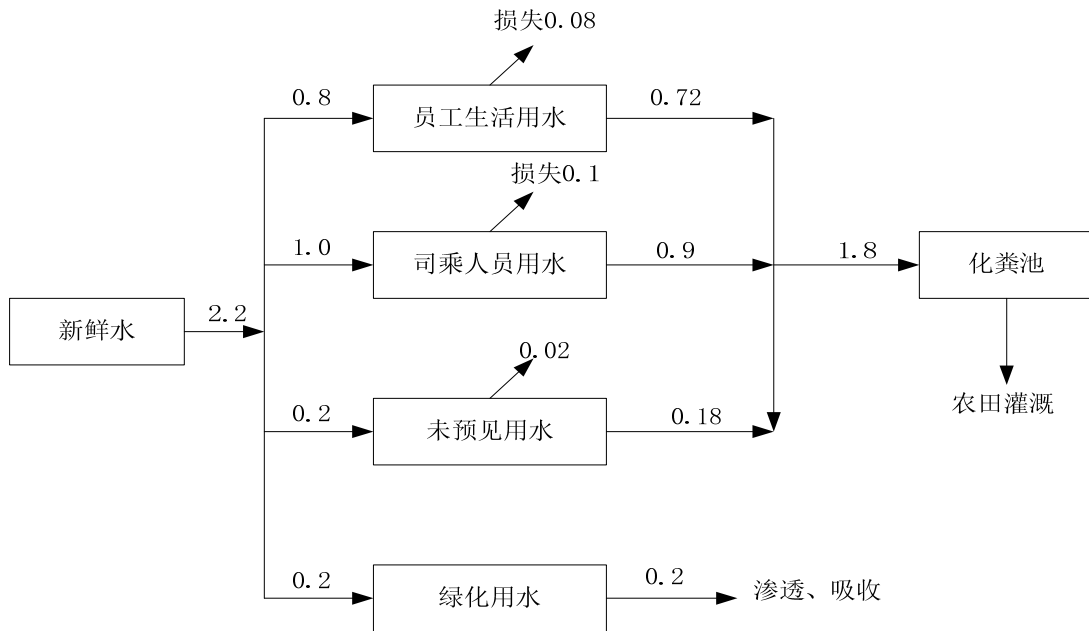 损失0.08
0.8
员工生活用水
0.72
损失0.1
1.0
司乘人员用水
0.9
1.8
化粪池
新鲜水
2.2
0.02
农田灌溉
0.2
未预见用水
0.18
0.2
绿化用水
0.2
渗透、吸收